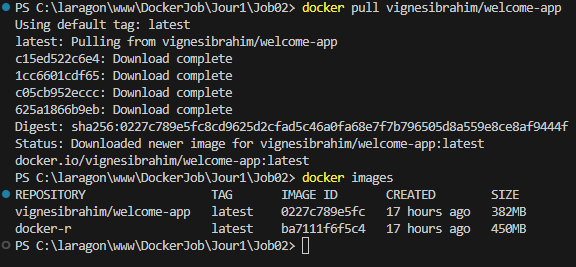 PS C:\laragon\www\DockerJob\Jour1\Job02> docker pull vignesibrahim/welcome-app
Using default tag: latest
latest: Pulling from vignesibrahim/welcome-app
c15ed522c6e4: Download complete
1cc6601cdf65: Download complete
c05cb952eccc: Download complete
625a1866b9eb: Download complete
Digest: sha256:0227c789e5fc8cd9625d2cfad5c46a0fa68e7f7b796505d8a559e8ce8af9444f
Status: Downloaded newer image for vignesibrahim/welcome-app:latest
docker.io/vignesibrahim/welcome-app:latest
PS C:\laragon\www\DockerJob\Jour1\Job02> docker images
REPOSITORY TAG IMAGE ID CREATED SIZE
vignesibrahim/welcome-app latest 0227c789e5fc 17 hours ago 382MB
docker-r latest ba7111f6f5c4 17 hours ago 450MB
PS C:\laragon\www\DockerJob\Jour1\Job02>